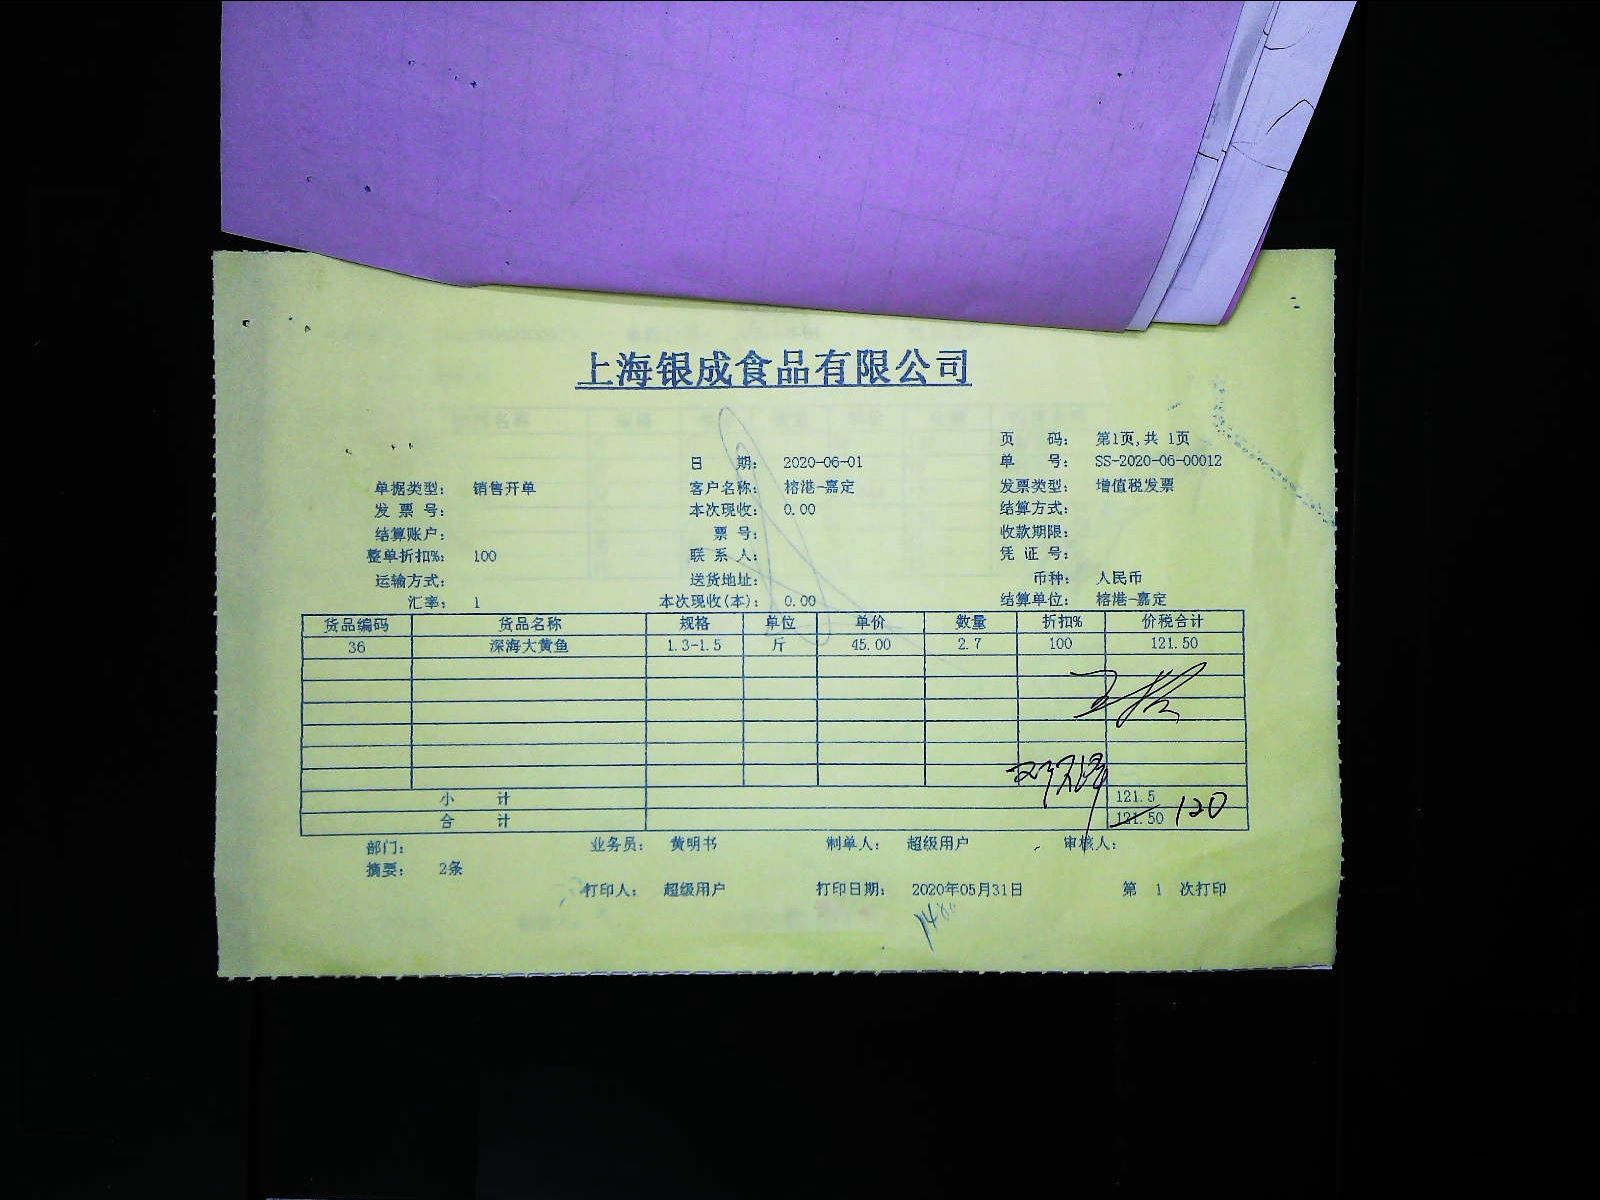 上海银成食品有限公司
页 码: 第1页,共 1页
日 期: 2020-06-01 单 号: SS-2020-06-00012
单据类型: 销售开单 客户名称: 榕港-嘉定 发票类型: 增值税发票
发 票 号: 本次现收: 0.00 结算方式:
结算账户: 票 号: 收款期限:
整单折扣%: 100 联 系 人: 凭 证 号:
运输方式: 送货地址: 币种: 人民币
汇率: 1 本次现收(本): 0.00 结算单位: 榕港-嘉定
货品编码 货品名称 规格 单位 单价 数量 折扣% 价税合计
36 深海大黄鱼 1.3-1.5 斤 45.00 2.7 100 121.50
小 计 121.5
合 计 121.50 120
部门: 业务员: 黄明书 制单人: 超级用户 审核人:
摘要: 2条
打印人: 超级用户 打印日期: 2020年05月31日 第 1 次打印